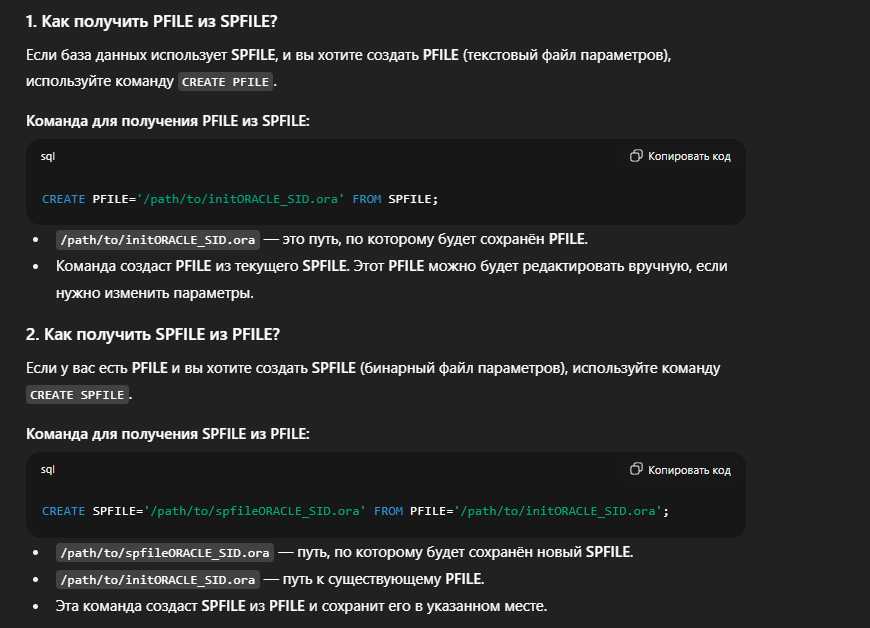 1. Как получить PFILE из SPFILE?
Если база данных использует SPFILE, и вы хотите создать PFILE (текстовый файл параметров),
используйте команду CREATE PFILE.
Команда для получения PFILE из SPFILE:
sql
Копировать код
CREATE PFILE='/path/to/initORACLE_SID.ora' FROM SPFILE;
• /path/to/initORACLE_SID.ora — это путь, по которому будет сохранён PFILE.
• Команда создаст PFILE из текущего SPFILE. Этот PFILE можно будет редактировать вручную, если
нужно изменить параметры.
2. Как получить SPFILE из PFILE?
Если у вас есть PFILE и вы хотите создать SPFILE (бинарный файл параметров), используйте команду
CREATE SPFILE.
Команда для получения SPFILE из PFILE:
sql
Копировать код
CREATE SPFILE='/path/to/spfileORACLE_SID.ora' FROM PFILE='/path/to/initORACLE_SID.ora';
• /path/to/spfileORACLE_SID.ora — путь, по которому будет сохранён новый SPFILE.
• /path/to/initORACLE_SID.ora — путь к существующему PFILE.
• Эта команда создаст SPFILE из PFILE и сохранит его в указанном месте.